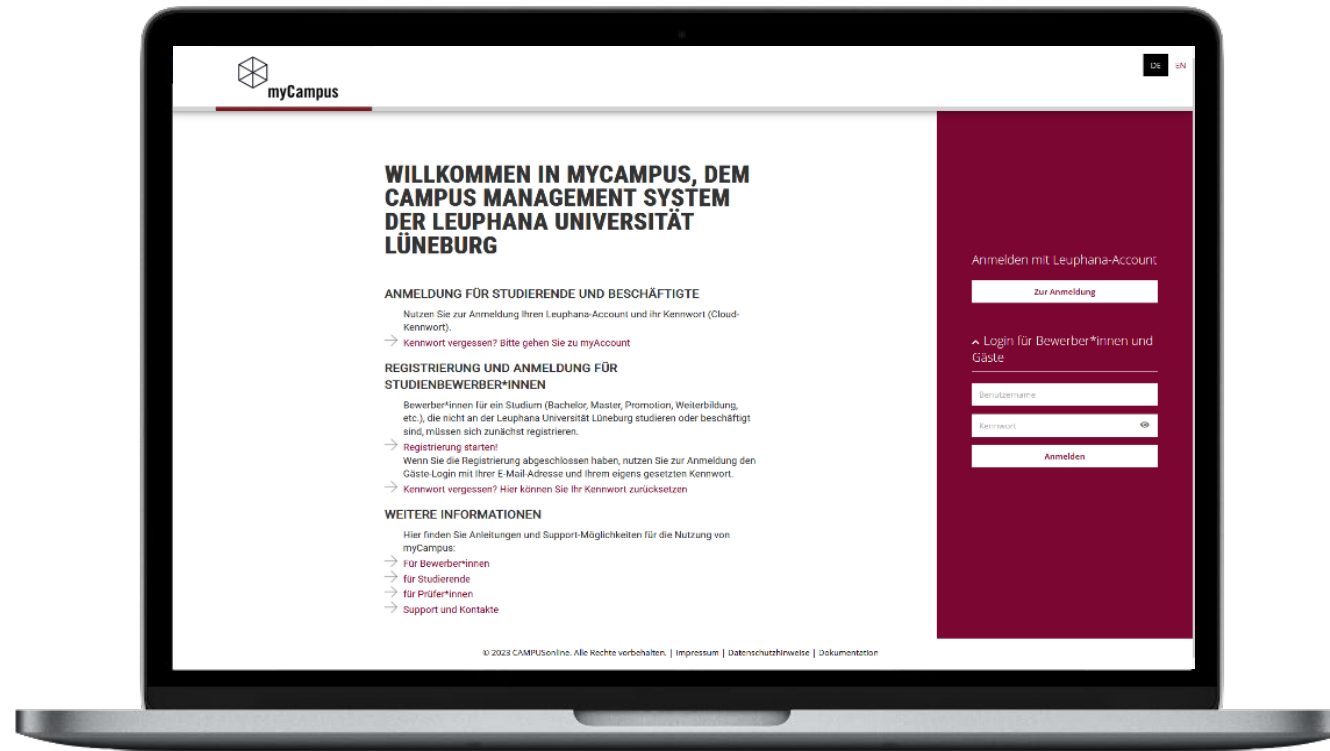 myCampus
DE EN
WILLKOMMEN IN MYCAMPUS, DEM
CAMPUS MANAGEMENT SYSTEM
DER LEUPHANA UNIVERSITÄT
LÜNEBURG
ANMELDUNG FÜR STUDIERENDE UND BESCHÄFTIGTE
Nutzen Sie zur Anmeldung Ihren Leuphana-Account und ihr Kennwort (Cloud-
Kennwort).
Kennwort vergessen? Bitte gehen Sie zu myAccount
REGISTRIERUNG UND ANMELDUNG FÜR
STUDIENBEWERBER*INNEN
Bewerber*innen für ein Studium (Bachelor, Master, Promotion, Weiterbildung,
etc.), die nicht an der Leuphana Universität Lüneburg studieren oder beschäftigt
sind, müssen sich zunächst registrieren.
Registrierung starten!
Wenn Sie die Registrierung abgeschlossen haben, nutzen Sie zur Anmeldung den
Gäste-Login mit Ihrer E-Mail-Adresse und Ihrem eigens gesetzten Kennwort.
Kennwort vergessen? Hier können Sie Ihr Kennwort zurücksetzen
WEITERE INFORMATIONEN
Hier finden Sie Anleitungen und Support-Möglichkeiten für die Nutzung von
myCampus:
Für Bewerber*innen
für Studierende
für Prüfer*innen
Support und Kontakte
Anmelden mit Leuphana-Account
Zur Anmeldung
Login für Bewerber*innen und
Gäste
Benutzername
Kennwort
Anmelden
© 2023 CAMPUSonline. Alle Rechte vorbehalten. | Impressum | Datenschutzhinweise | Dokumentation